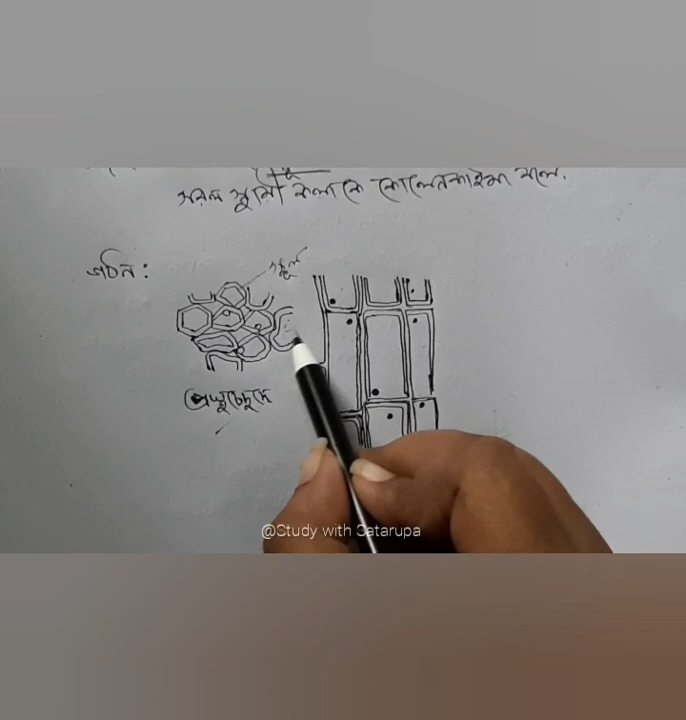 সরল স্থায়ী কলাকে কোলেনকাইমা বলে।
গঠন :
স্থূল
প্রস্থচ্ছেদে
@Study with Satarupa